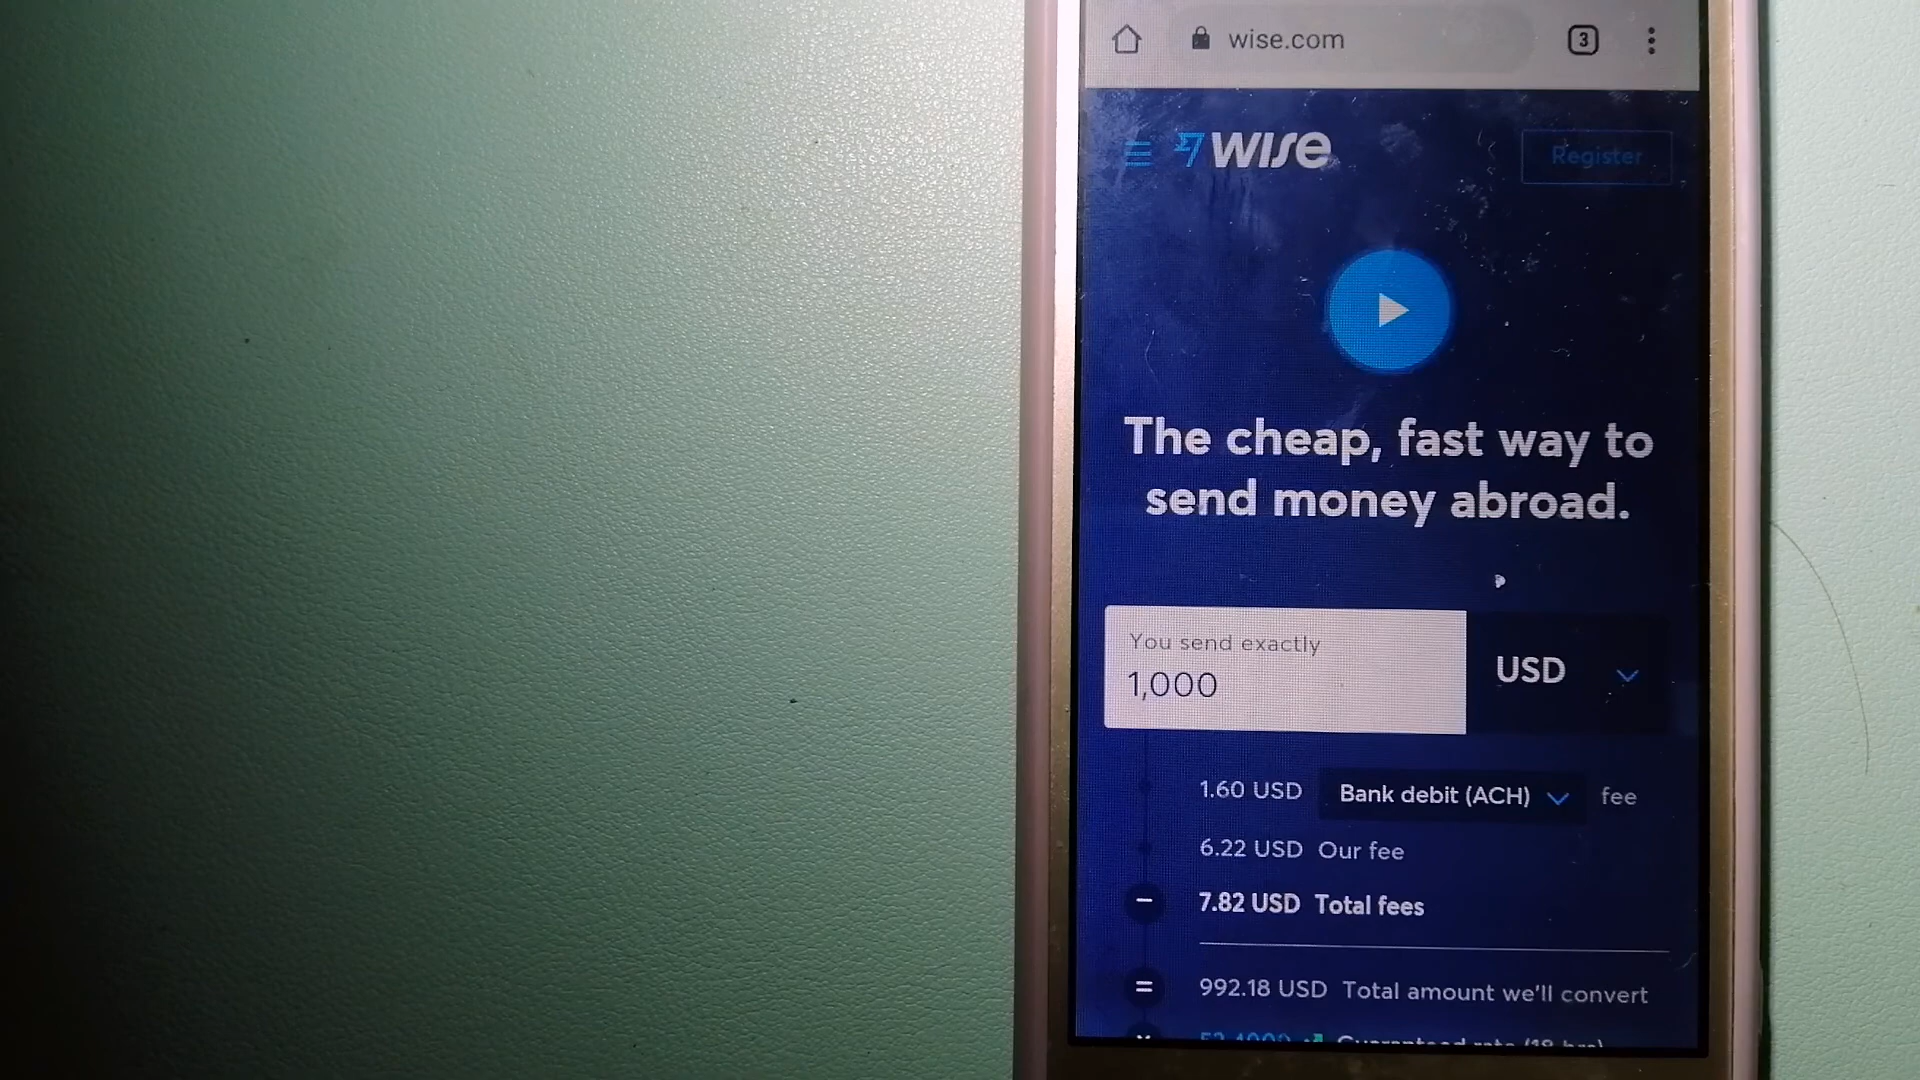 3
wise.com
wise
Register
The cheap, fast way to
send money abroad.
You send exactly
1,000
USD
1.60 USD Bank debit (ACH) fee
6.22 USD Our fee
7.82 USD Total fees
992.18 USD Total amount we'll convert
Guaranteed rate